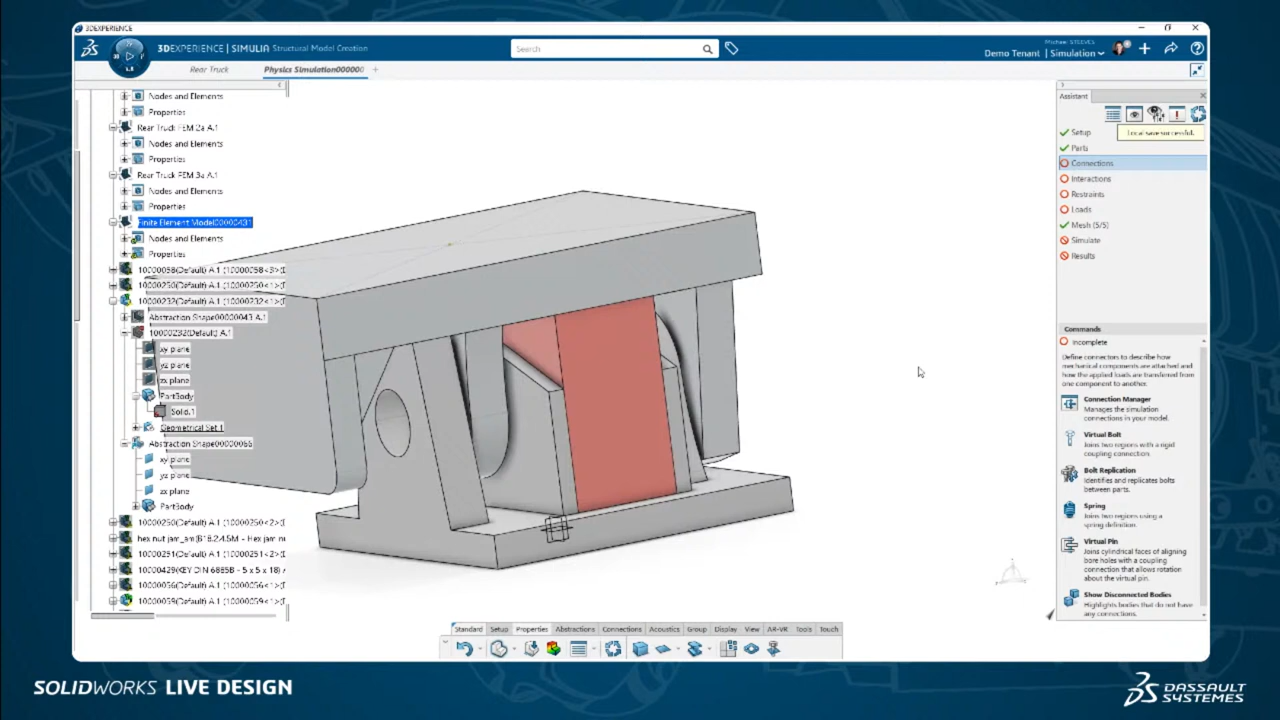 3DEXPERIENCE
3DEXPERIENCE | SIMULIA Structural Model Creation
Search
Demo Tenant | Simulation
Rear Truck
Physics Simulation000000
Nodes and Elements
Properties
Rear Truck FEM 2a A.1
Nodes and Elements
Properties
Rear Truck FEM 3a A.1
Nodes and Elements
Properties
Nodes and Elements
Properties
xy plane
yz plane
zx plane
PartBody
Solid.1
Geometrical Set.1
xy plane
yz plane
zx plane
PartBody
Assistant
Local save successful.
Setup
Parts
Connections
Interactions
Restraints
Loads
Mesh (5/5)
Simulate
Results
Commands
Incomplete
Define connectors to describe how
mechanical components are attached and
how the applied loads are transferred from
one component to another.
Connection Manager
Manages the simulation
connections in your model.
Virtual Bolt
Joins two regions with a rigid
coupling connection.
Bolt Replication
Identifies and replicates bolts
between parts.
Spring
Joins two regions using a
spring definition.
Virtual Pin
Joins cylindrical faces of aligning
bore holes with a coupling
connection that allows rotation
about the virtual pin.
Show Disconnected Bodies
Highlights bodies that do not have
any connections.
Standard Setup Properties Abstractions Connections Acoustics Group Display View AR-VR Tools Touch
SOLIDWORKS LIVE DESIGN
DASSAULT
SYSTEMES